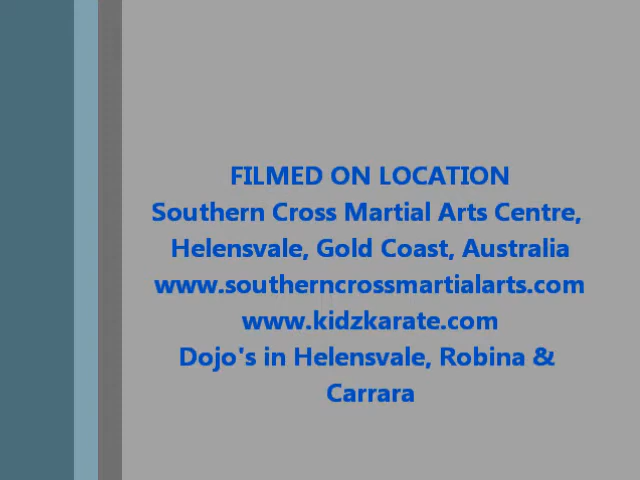 FILMED ON LOCATION
Southern Cross Martial Arts Centre,
Helensvale, Gold Coast, Australia
www.southerncrossmartialarts.com
www.kidzkarate.com
Dojo's in Helensvale, Robina &
Carrara